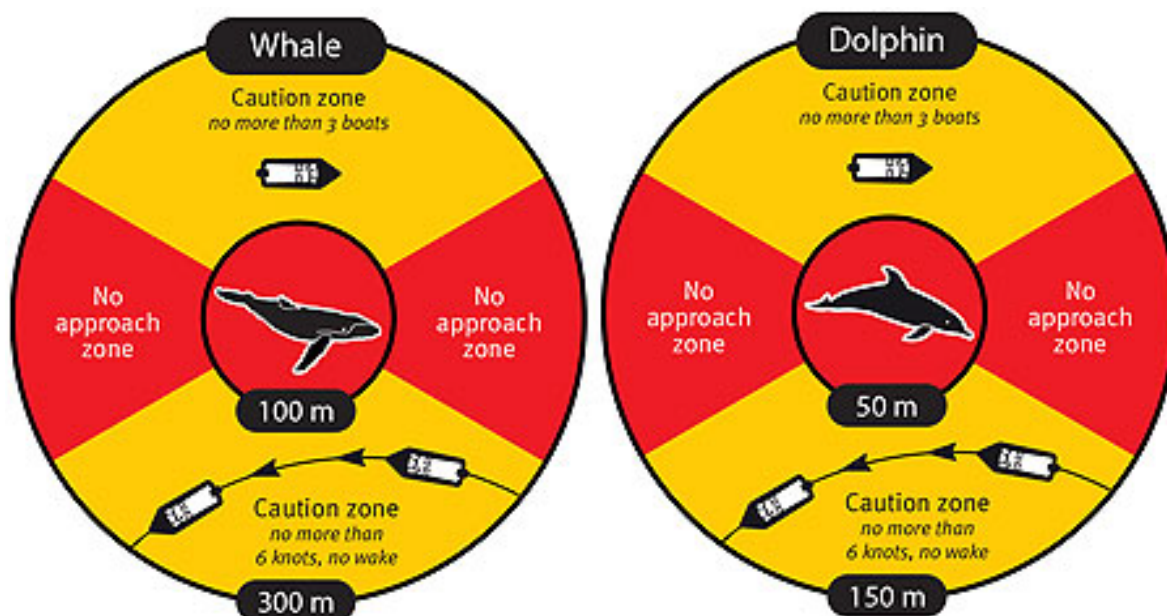 Whale
Caution zone
no more than 3 boats
No
approach
zone
No
approach
zone
100 m
Caution zone
no more than
6 knots, no wake
300 m
Dolphin
Caution zone
no more than 3 boats
No
approach
zone
No
approach
zone
50 m
Caution zone
no more than
6 knots, no wake
150 m